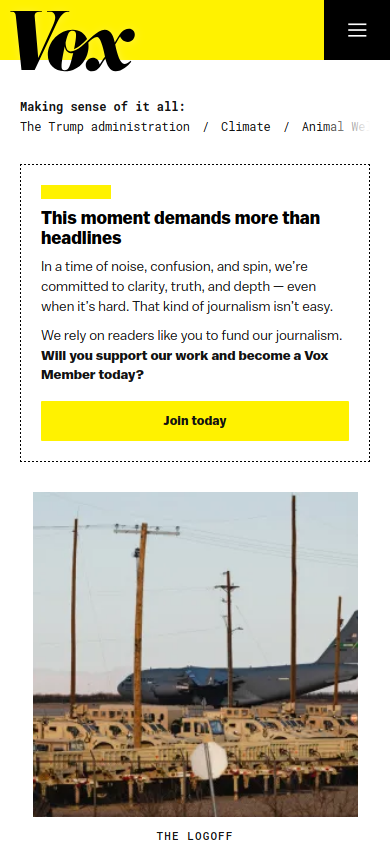 Vox
Making sense of it all:
The Trump administration / Climate / Animal We
This moment demands more than
headlines
In a time of noise, confusion, and spin, we’re
committed to clarity, truth, and depth — even
when it’s hard. That kind of journalism isn’t easy.
We rely on readers like you to fund our journalism.
Will you support our work and become a Vox
Member today?
Join today
THE LOGOFF